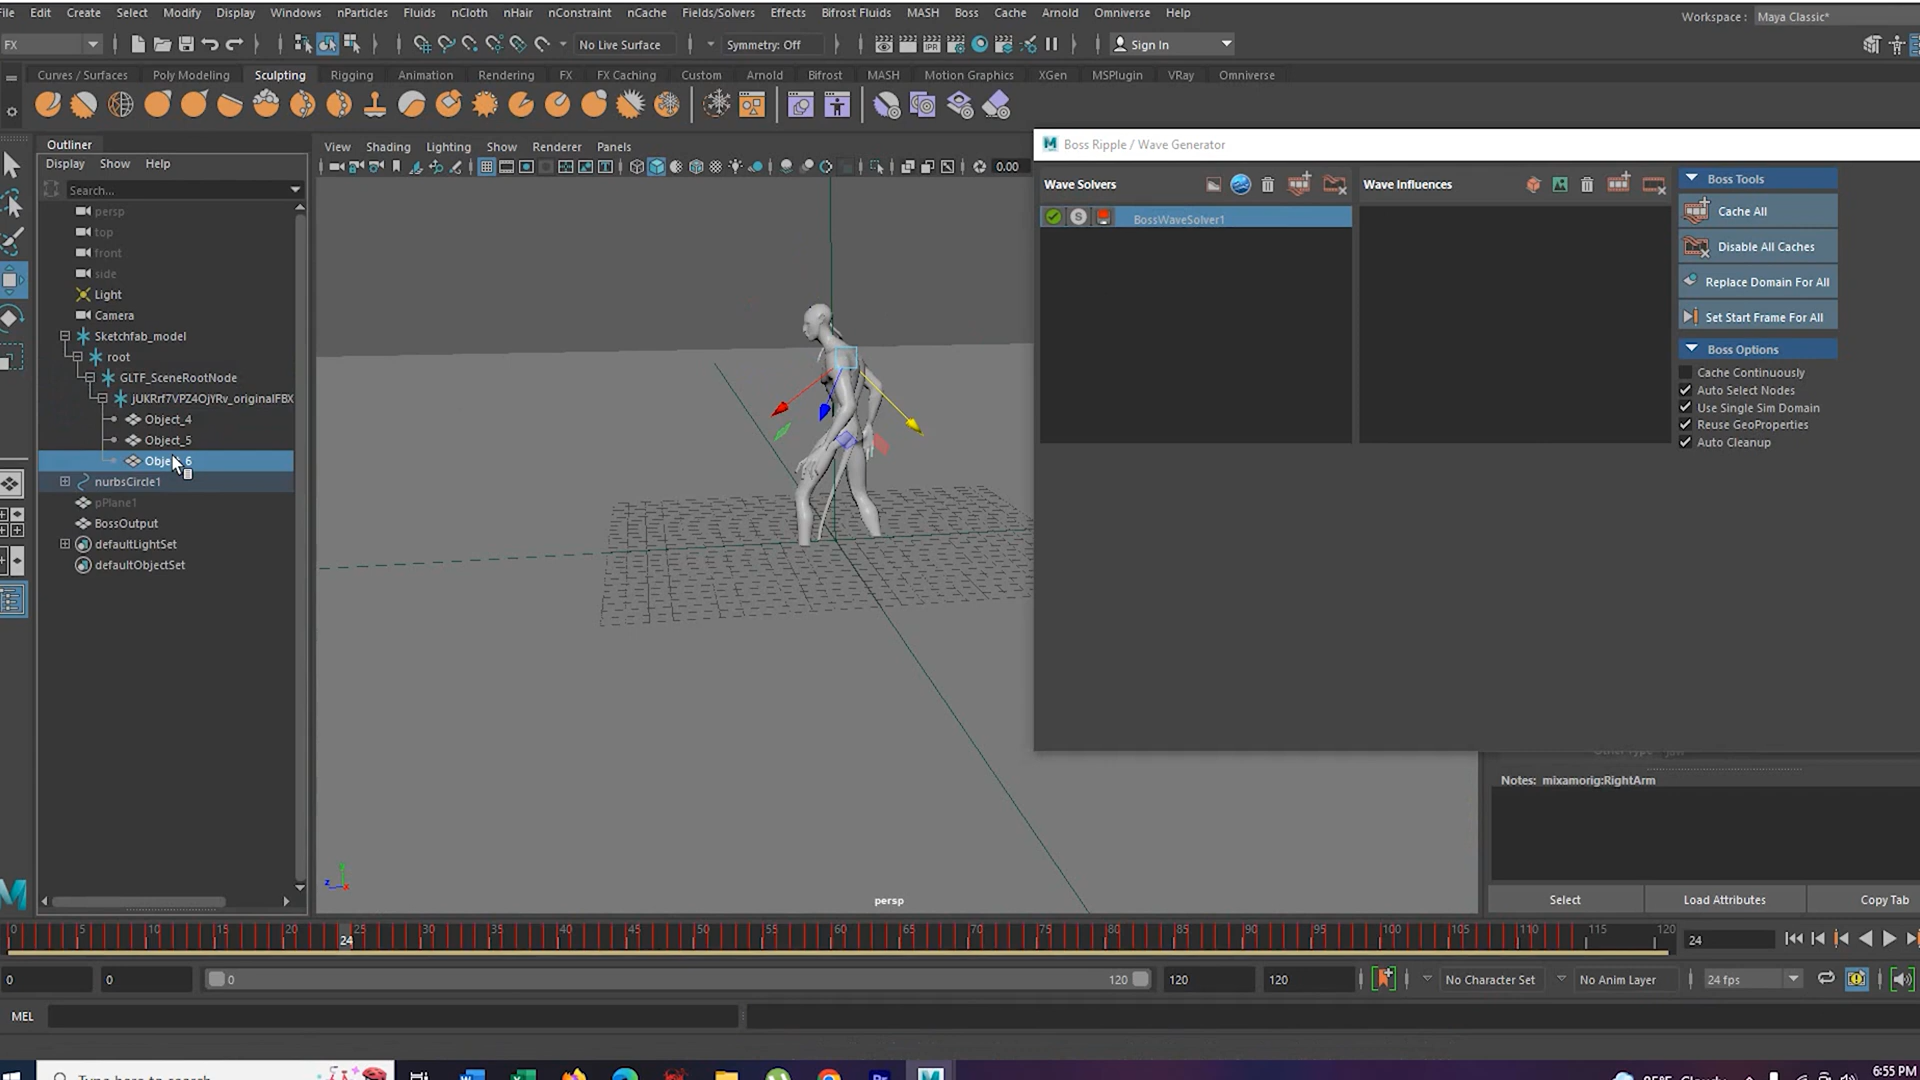 File Edit Create Select Modify Display Windows nParticles Fluids nCloth nHair nConstraint nCache Fields/Solvers Effects Bifrost Fluids MASH Boss Cache Arnold Omniverse Help
Workspace : Maya Classic*
FX No Live Surface Symmetry: Off Sign In
Curves / Surfaces Poly Modeling Sculpting Rigging Animation Rendering FX FX Caching Custom Arnold Bifrost MASH Motion Graphics XGen MSPlugin VRay Omniverse
Outliner
Display Show Help
Search...
persp
top
front
side
Light
Camera
Sketchfab_model
root
GLTF_SceneRootNode
jUKRrf7VPZ4OjYRv_originalFBX
Object_4
Object_5
nurbsCircle1
pPlane1
BossOutput
defaultLightSet
defaultObjectSet
View Shading Lighting Show Renderer Panels
0.00
persp
Boss Ripple / Wave Generator
Wave Solvers
S BossWaveSolver1
Wave Influences
Boss Tools
Cache All
Disable All Caches
Replace Domain For All
Set Start Frame For All
Boss Options
Cache Continuously
Auto Select Nodes
Use Single Sim Domain
Reuse GeoProperties
Auto Cleanup
Notes: mixamorig:RightArm
Select Load Attributes Copy Tab
0 5 10 15 20 24 25 30 35 40 45 50 55 60 65 70 75 80 85 90 95 100 105 110 115 120 24
0 0 0 120 120 120 No Character Set No Anim Layer 24 fps
MEL
6:55 PM